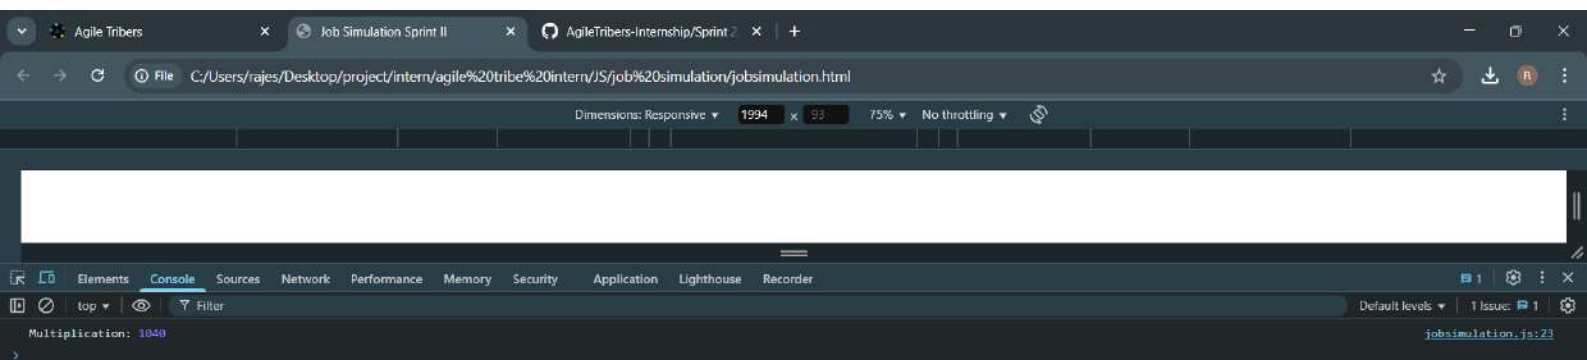 Agile Tribers
Job Simulation Sprint II
AgileTribers-Internship/Sprint 2
File C:/Users/rajes/Desktop/project/intern/agile%20tribe%20intern/JS/job%20simulation/jobsimulation.html
R
Dimensions: Responsive 1994 x 93 75% No throttling
Elements Console Sources Network Performance Memory Security Application Lighthouse Recorder 1
top Filter Default levels 1 Issue: 1
Multiplication: 1040 jobsimulation.js:23